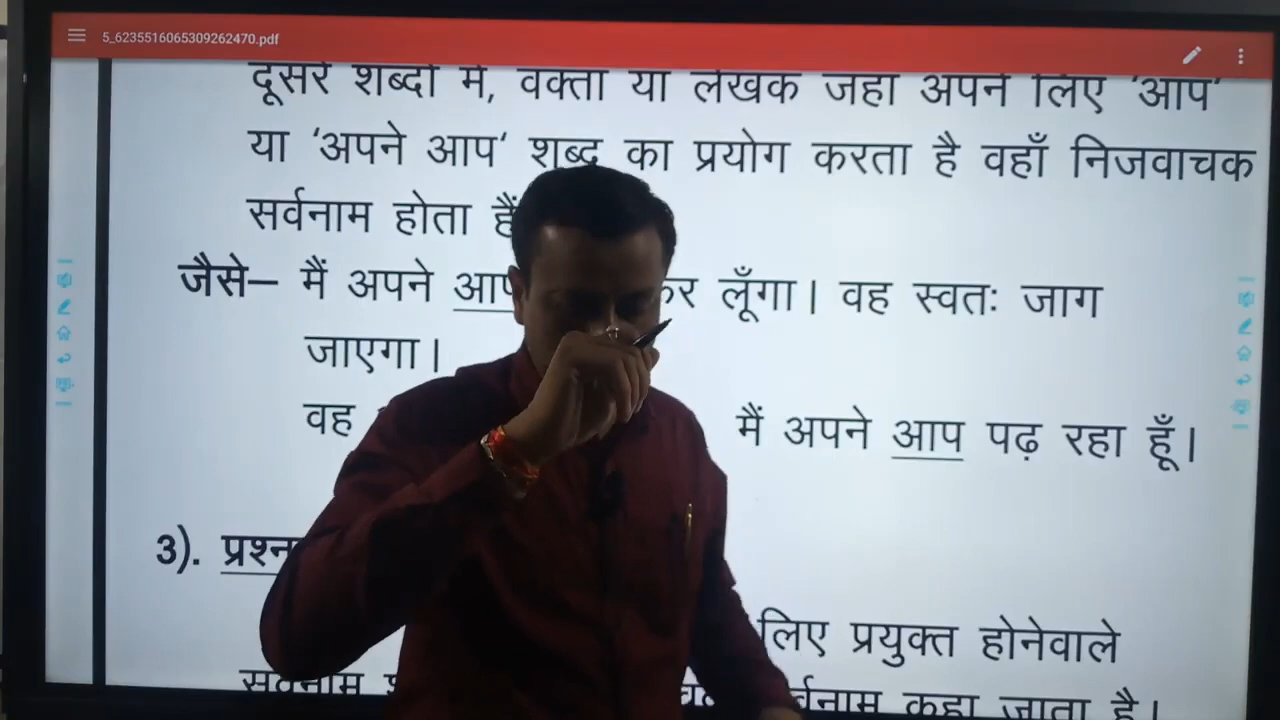 5_6235516065309262470.pdf
दूसरे शब्दों में, वक्ता या लेखक जहाँ अपने लिए 'आप'
या 'अपने आप' शब्द का प्रयोग करता है वहाँ निजवाचक
सर्वनाम होता हैं
जैसे– मैं अपने आप कर लूँगा। वह स्वतः जाग
जाएगा।
वह मैं अपने आप पढ़ रहा हूँ।
3). प्रश्न
लिए प्रयुक्त होनेवाले
सर्वनाम कहा जाता है।